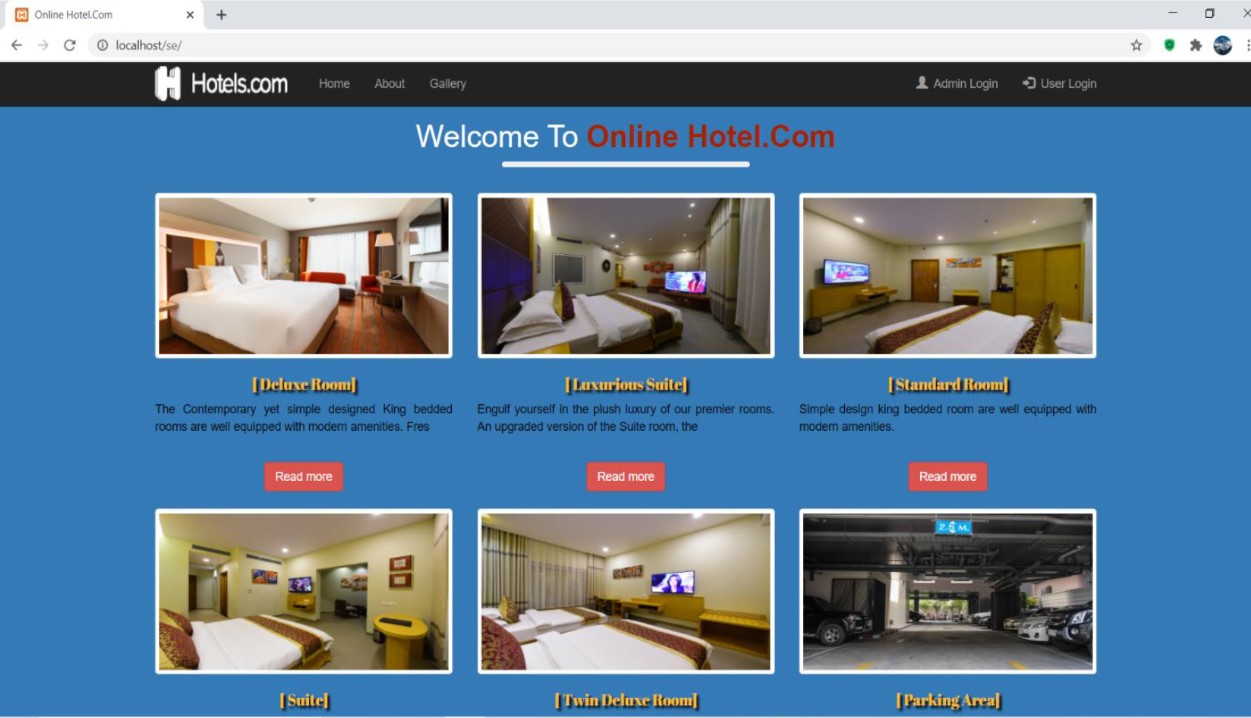 Online Hotel.Com
localhost/se/
Hotels.com Home About Gallery Admin Login User Login
Welcome To Online Hotel.Com
[Deluxe Room]
The Contemporary yet simple designed King bedded
rooms are well equipped with modern amenities. Fres
Read more
[Luxurious Suite]
Engulf yourself in the plush luxury of our premier rooms.
An upgraded version of the Suite room, the
Read more
[Standard Room]
Simple design king bedded room are well equipped with
modern amenities.
Read more
[Suite]
[Twin Deluxe Room]
2.5 M.
[Parking Area]